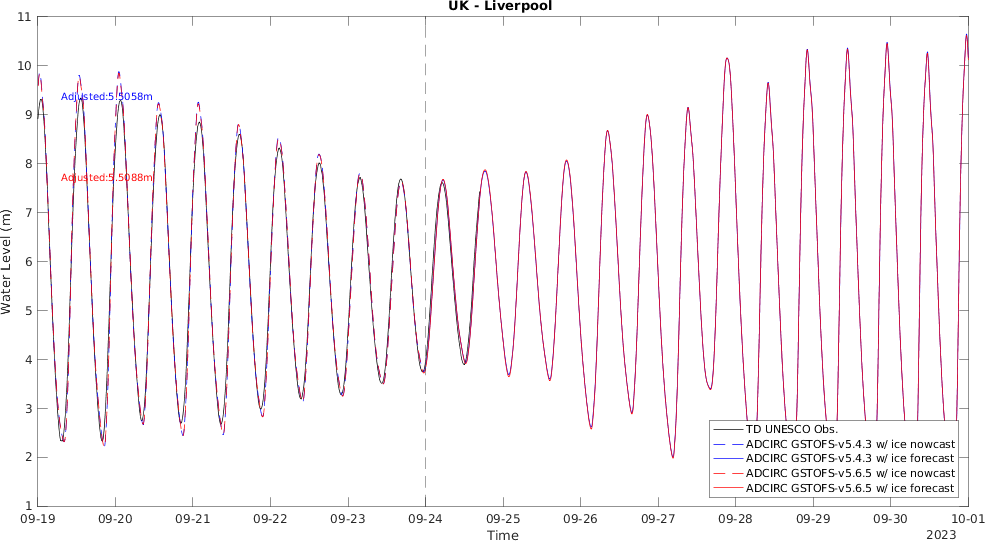 UK - Liverpool
11
10
9
8
7
6
5
4
3
2
1
Water Level (m)
Adjusted:5.5058m
Adjusted:5.5088m
TD UNESCO Obs.
ADCIRC GSTOFS-v5.4.3 w/ ice nowcast
ADCIRC GSTOFS-v5.4.3 w/ ice forecast
ADCIRC GSTOFS-v5.6.5 w/ ice nowcast
ADCIRC GSTOFS-v5.6.5 w/ ice forecast
09-19 09-20 09-21 09-22 09-23 09-24 09-25 09-26 09-27 09-28 09-29 09-30 10-01
Time
2023